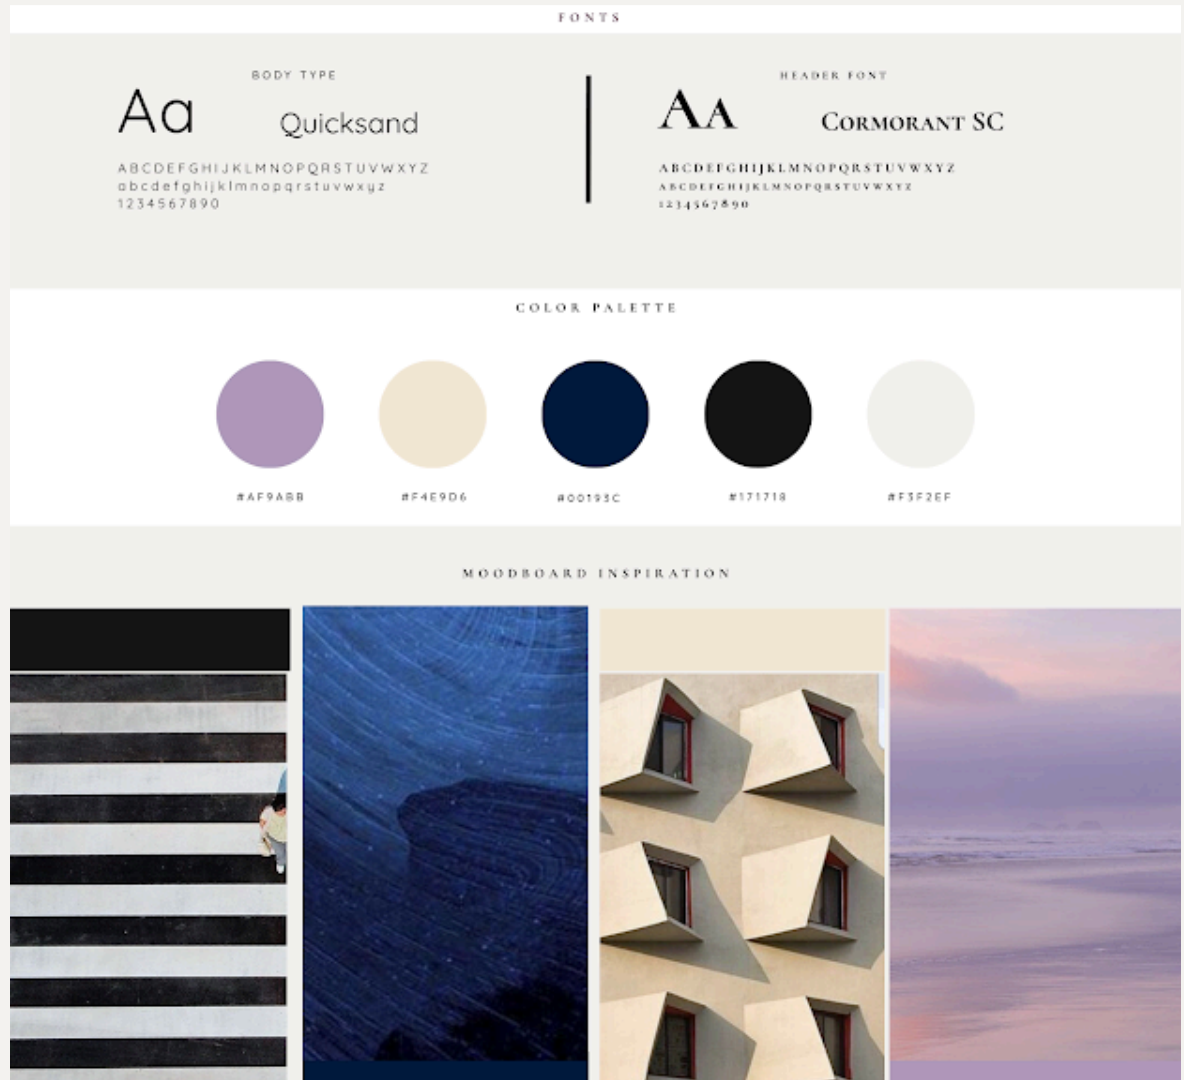 FONTS
BODY TYPE
Aa
Quicksand
ABCDEFGHIJKLMNOPQRSTUVWXYZ
abcdefghijklmnopqrstuvwxyz
1234567890
HEADER FONT
AA
CORMORANT SC
ABCDEFGHIJKLMNOPQRSTUVWXYZ
ABCDEFGHIJKLMNOPQRSTUVWXYZ
1234567890
COLOR PALETTE
#AF9ABB
#F4E9D6
#00193C
#171718
#F3F2EF
MOODBOARD INSPIRATION